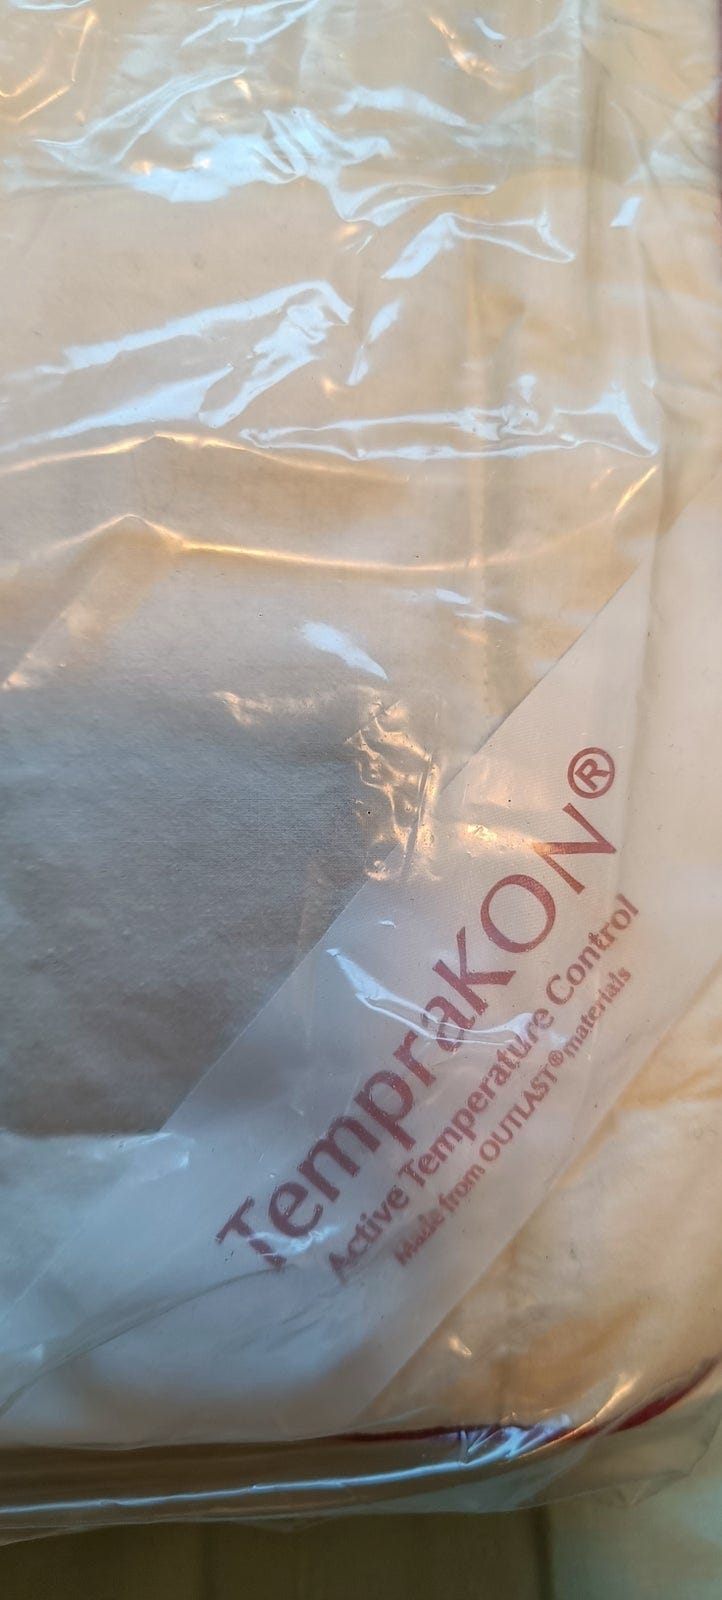 TemprakON®
Active Temperature Control
Made from OUTLAST® materials